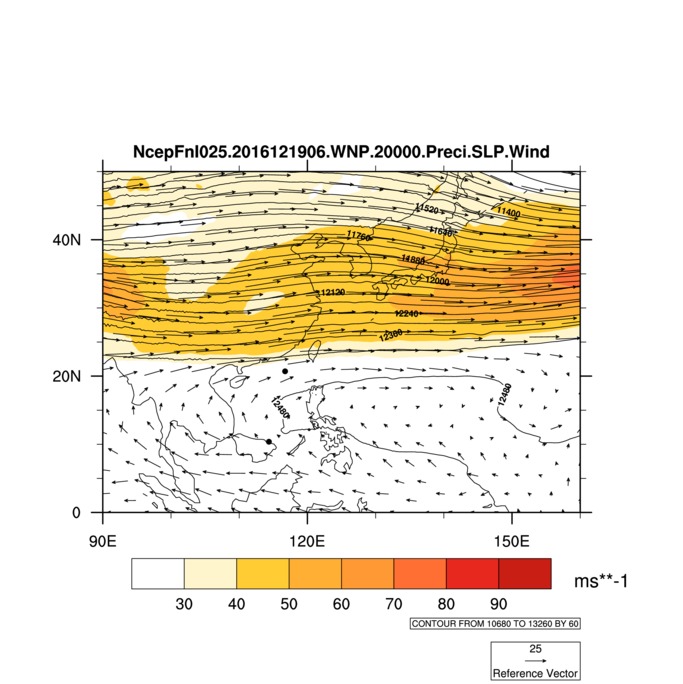 NcepFnl025.2016121906.WNP.20000.Preci.SLP.Wind
11520
11400
11640
11760
40N
11880
12000
12120
12240
12360
20N
12480
12480
0
90E
120E
150E
ms**-1
30
40
50
60
70
80
90
CONTOUR FROM 10680 TO 13260 BY 60
25
Reference Vector